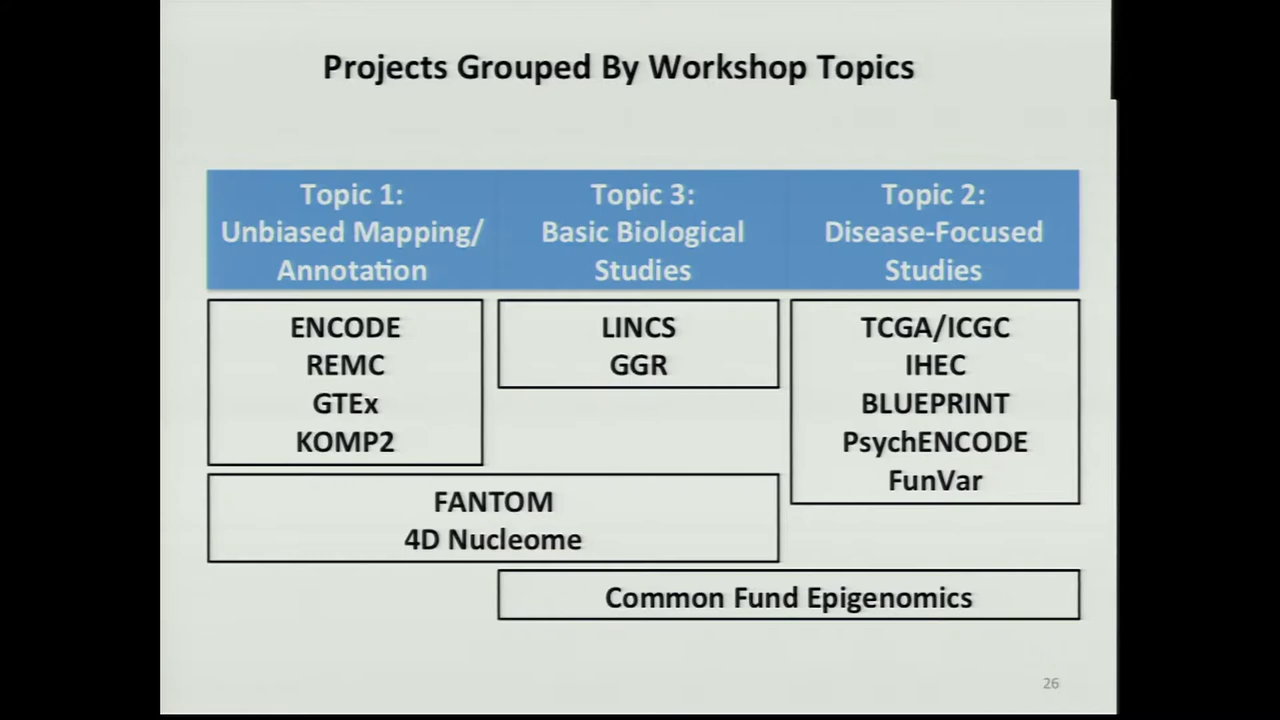 Projects Grouped By Workshop Topics
Topic 1:
Unbiased Mapping/
Annotation
Topic 3:
Basic Biological
Studies
Topic 2:
Disease-Focused
Studies
ENCODE
REMC
GTEx
KOMP2
LINCS
GGR
TCGA/ICGC
IHEC
BLUEPRINT
PsychENCODE
FunVar
FANTOM
4D Nucleome
Common Fund Epigenomics
26